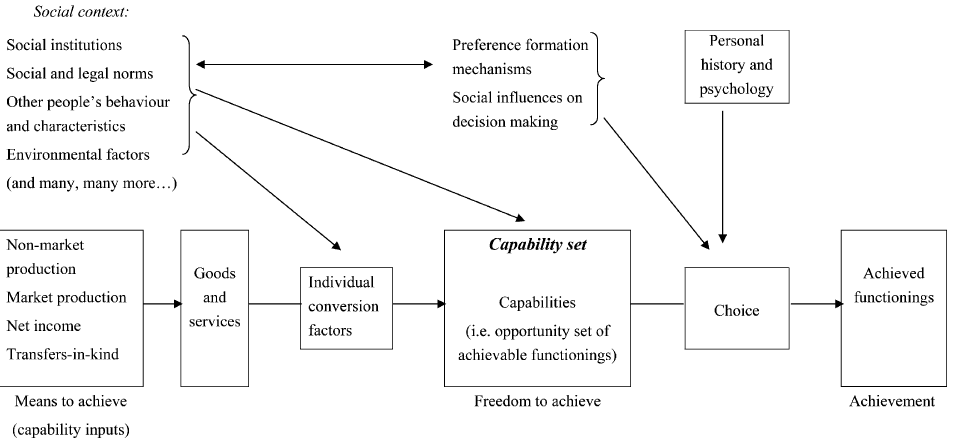 Social context:
Social institutions
Social and legal norms
Other people's behaviour
and characteristics
Environmental factors
(and many, many more…)
Preference formation
mechanisms
Social influences on
decision making
Personal
history and
psychology
Non-market
production
Market production
Net income
Transfers-in-kind
Means to achieve
(capability inputs)
Goods
and
services
Individual
conversion
factors
Capability set
Capabilities
(i.e. opportunity set of
achievable functionings)
Freedom to achieve
Choice
Achieved
functionings
Achievement